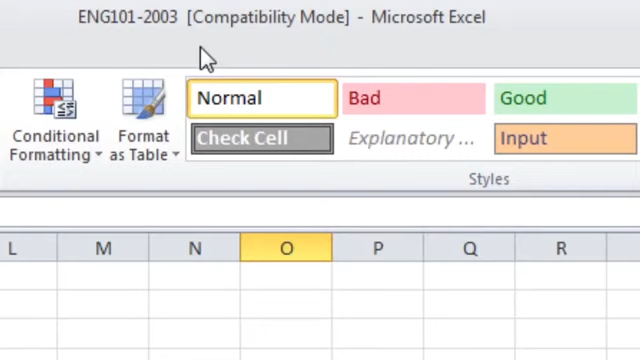 ENG101-2003 [Compatibility Mode] - Microsoft Excel
Normal Bad Good
Conditional Formatting
Format as Table
Check Cell Explanatory ... Input
Styles
L M N O P Q R